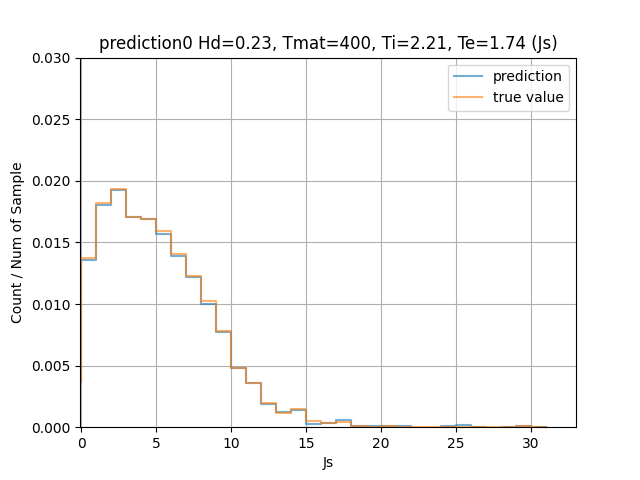 prediction0 Hd=0.23, Tmat=400, Ti=2.21, Te=1.74 (Js)
prediction
true value
Count / Num of Sample
0.030
0.025
0.020
0.015
0.010
0.005
0.000
0 5 10 15 20 25 30
Js